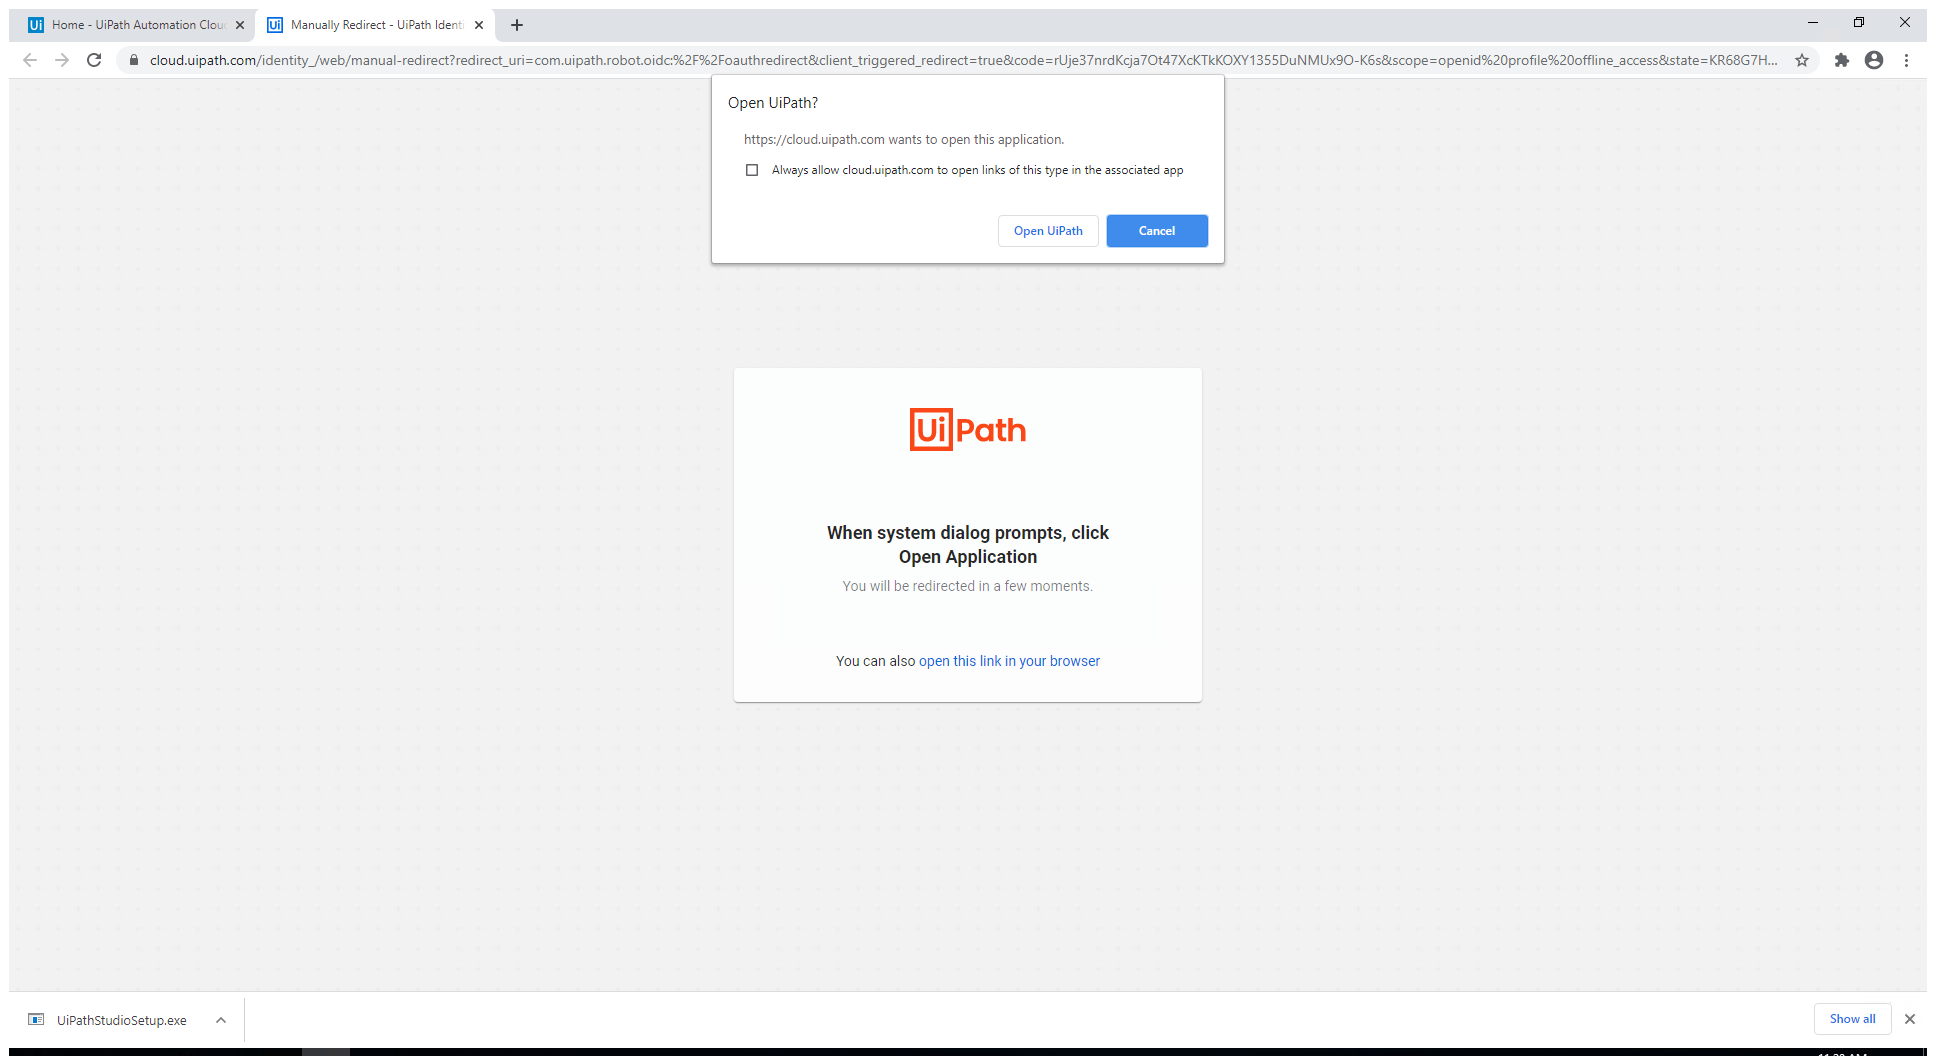 Home - UiPath Automation Clou
Manually Redirect - UiPath Identi
cloud.uipath.com/identity_/web/manual-redirect?redirect_uri=com.uipath.robot.oidc:%2F%2Foauthredirect&client_triggered_redirect=true&code=rUje37nrdKcja7Ot47XcKTkKOXY1355DuNMUx9O-K6s&scope=openid%20profile%20offline_access&state=KR68G7H...
Open UiPath?
https://cloud.uipath.com wants to open this application.
Always allow cloud.uipath.com to open links of this type in the associated app
Open UiPath
Cancel
UiPath
When system dialog prompts, click
Open Application
You will be redirected in a few moments.
You can also open this link in your browser
UiPathStudioSetup.exe
Show all